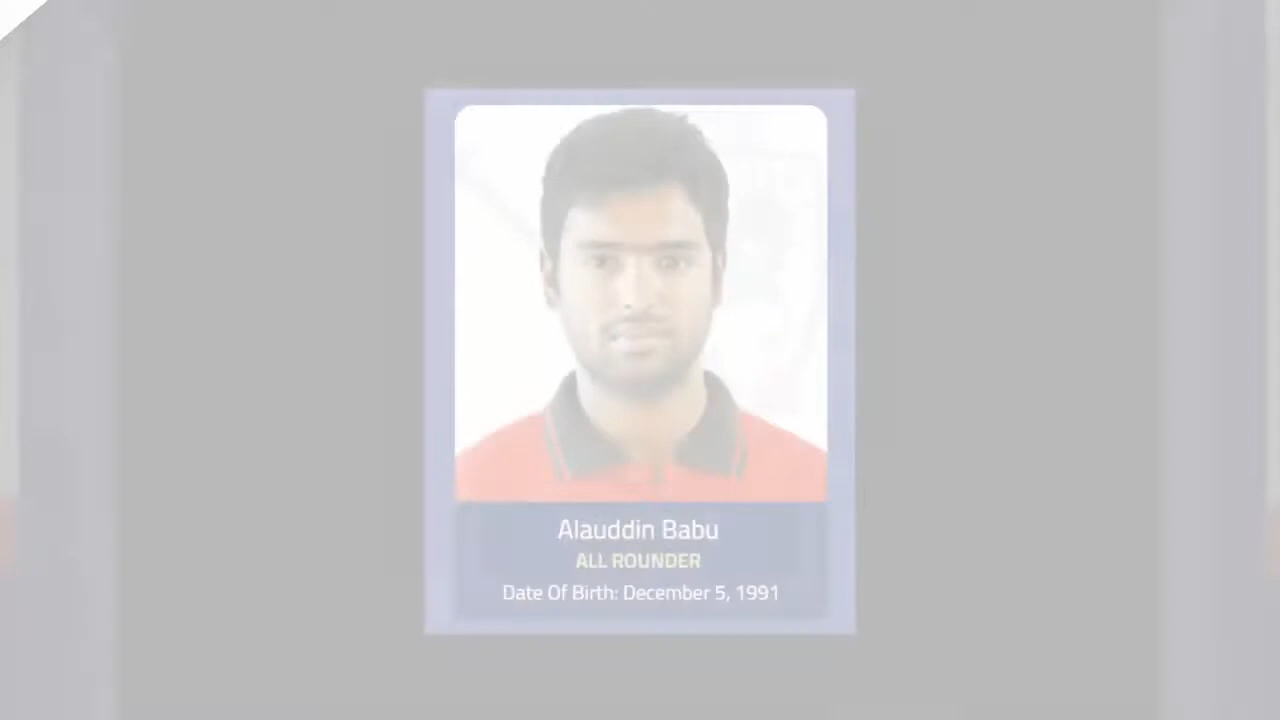 Alauddin Babu
ALL ROUNDER
Date Of Birth: December 5, 1991